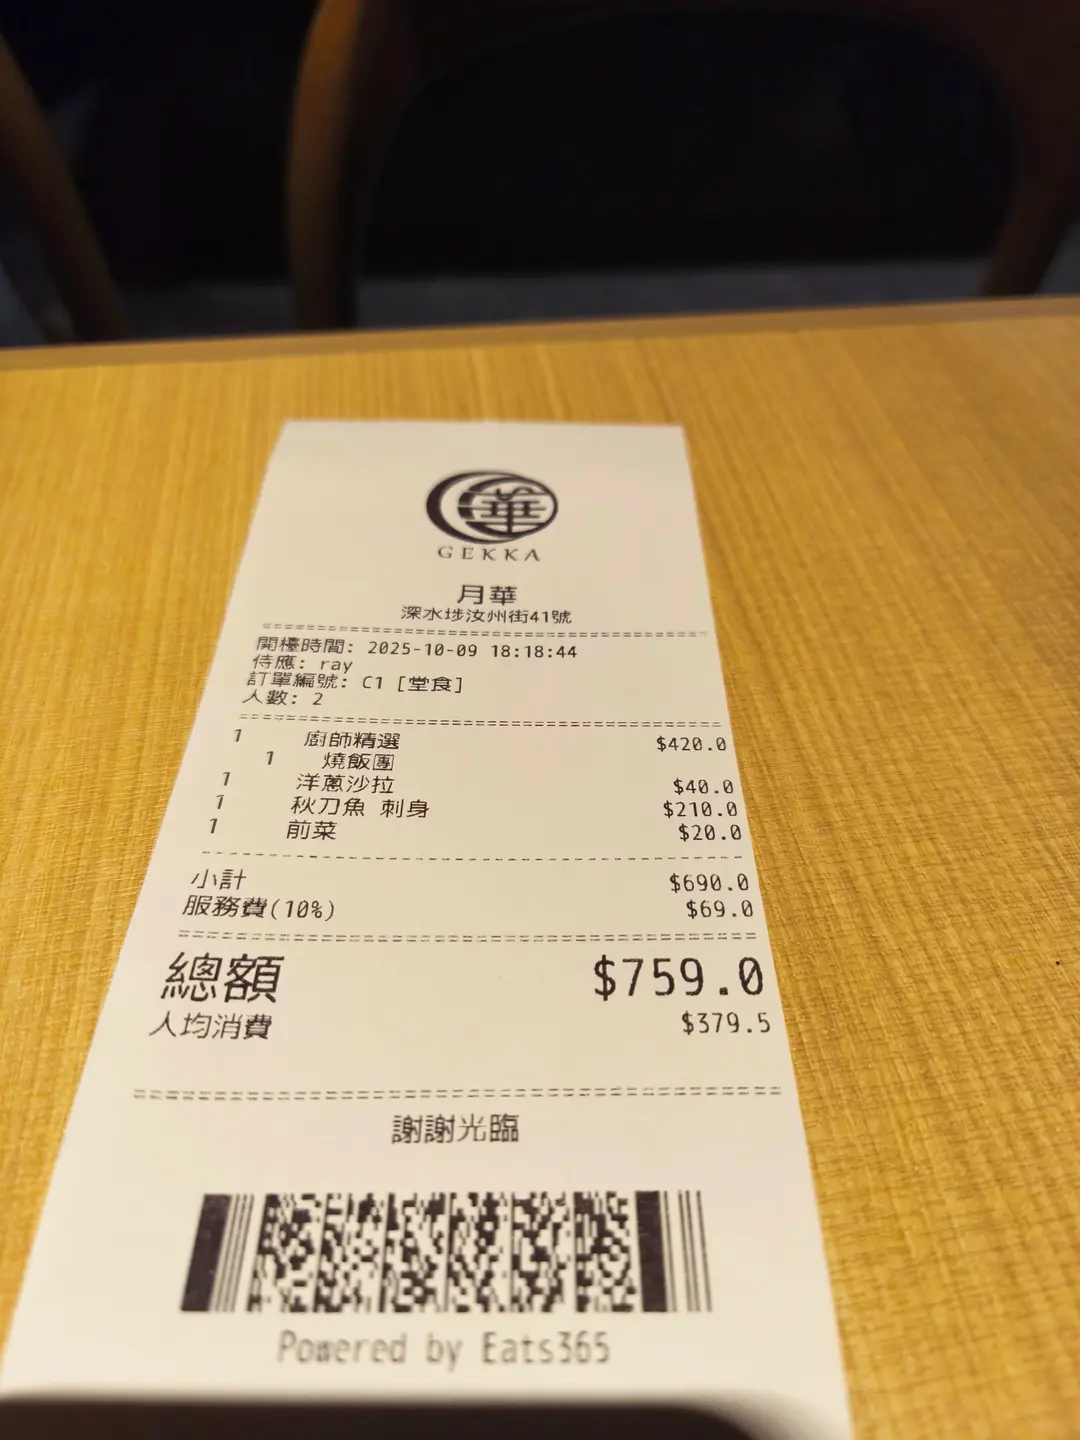 華
GEKKA
月華
深水埗汝州街41號
開檯時間: 2025-10-09 18:18:44
侍應: ray
訂單編號: C1 [堂食]
人數: 2
1 廚師精選 $420.0
1 燒飯團
1 洋蔥沙拉 $40.0
1 秋刀魚 刺身 $210.0
1 前菜 $20.0
小計 $690.0
服務費(10%) $69.0
總額 $759.0
人均消費 $379.5
謝謝光臨
Powered by Eats365